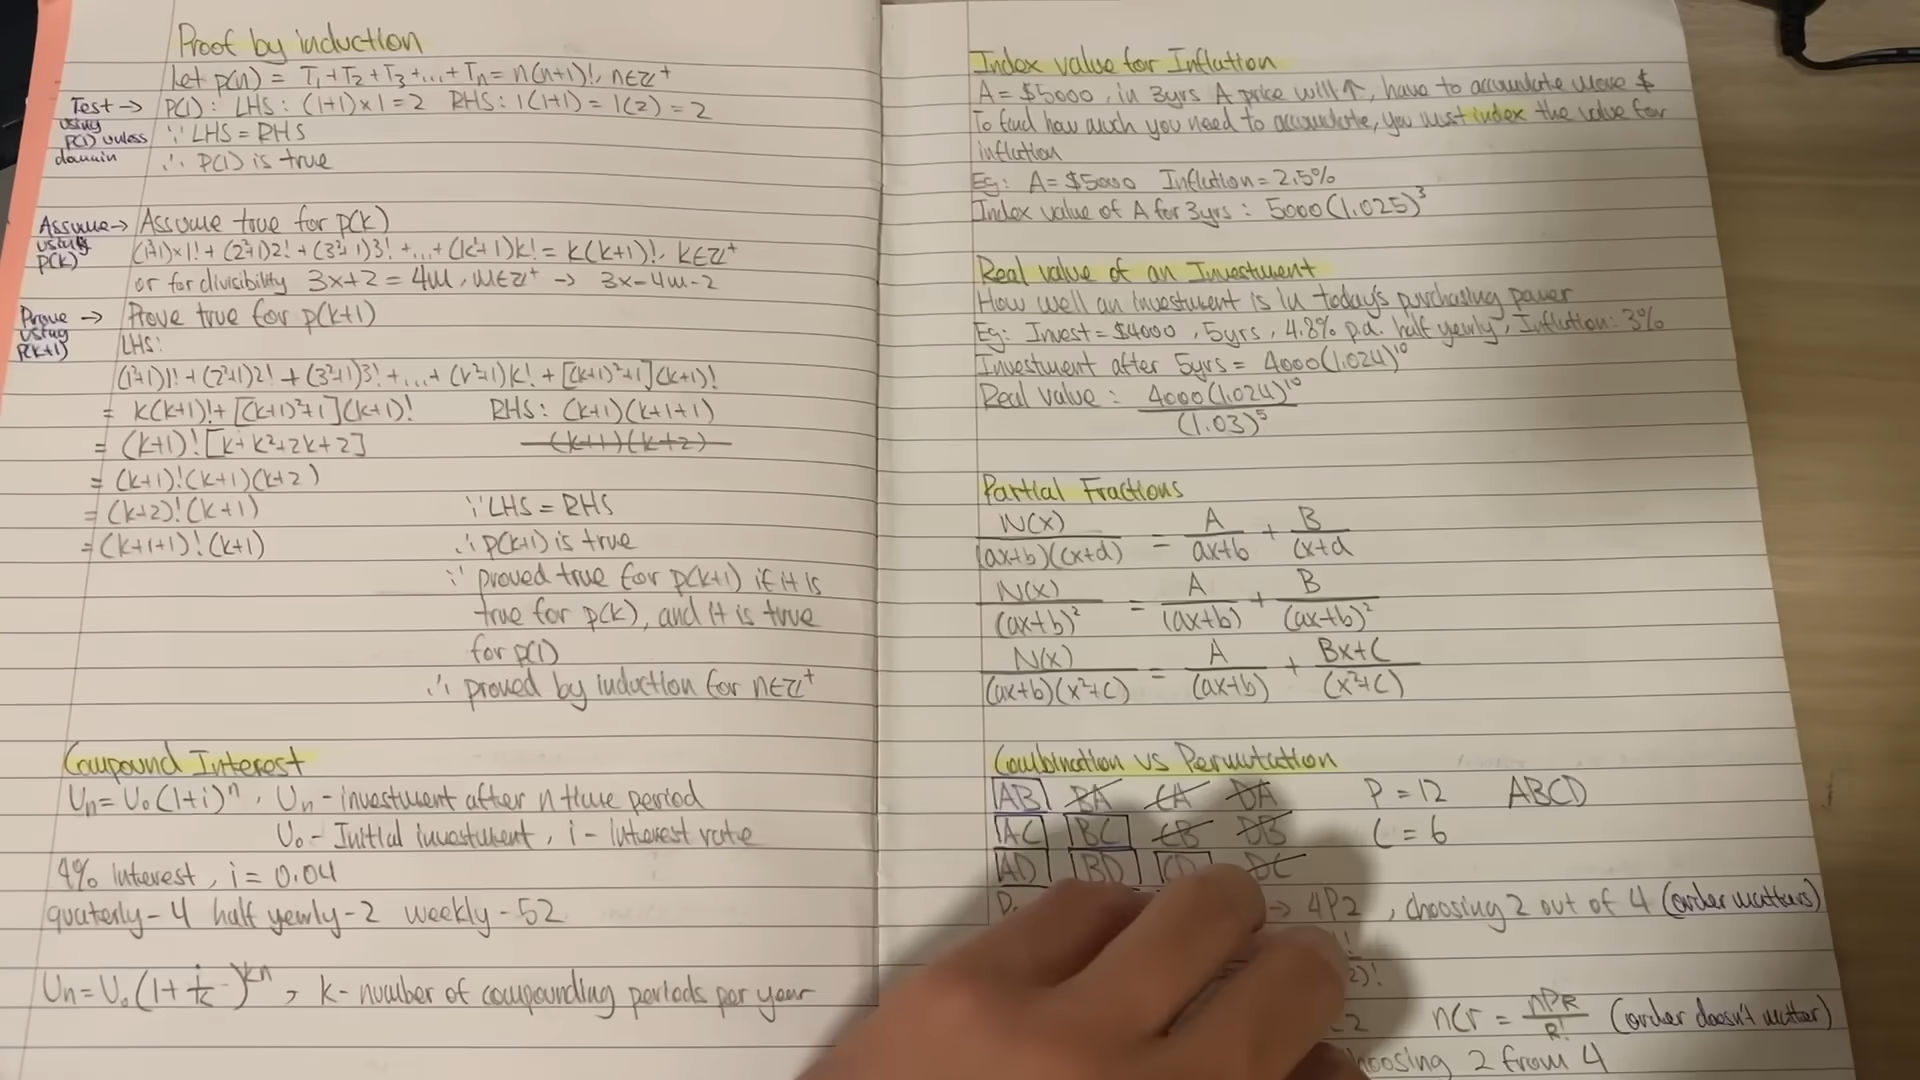 Proof by induction
Let p(n) = T₁+T₂+T₃+...+Tn = n(n+1)!, n∈ℤ⁺
Test → P(1): LHS: (1+1)×1=2 RHS: 1(1+1)=1(2)=2
using P(1) unless domain
∵ LHS = RHS
∴ P(1) is true
Assume → Assume true for p(k)
using P(k)
(1²+1)×1! + (2²+1)2! + (3²+1)3! +...+ (k²+1)k! = k(k+1)!, k∈ℤ⁺
or for divisibility 3x+2 = 4m, m∈ℤ⁺ → 3x=4m-2
Prove → Prove true for p(k+1)
using P(k+1)
LHS:
(1²+1)1! + (2²+1)2! + (3²+1)3! +...+ (k²+1)k! + [(k+1)²+1](k+1)!
= k(k+1)! + [(k+1)²+1](k+1)! RHS: (k+1)(k+1+1)
= (k+1)![k+k²+2k+2] (k+1)(k+2)
= (k+1)!(k+1)(k+2)
= (k+2)!(k+1) ∵ LHS = RHS
= (k+1+1)!(k+1) ∴ p(k+1) is true
∵ proved true for p(k+1) if it is
true for p(k), and it is true
for p(1)
∴ proved by induction for n∈ℤ⁺
Compound Interest
Un = U₀(1+i)ⁿ, Un - investment after n time period
U₀ - Initial investment, i - interest rate
4% interest, i = 0.04
quaterly - 4 half yearly - 2 weekly - 52
Un = U₀(1+i/k)^kn, k - number of compounding periods per year
Index value for Inflation
A = $5000, in 3yrs A price will ↑, have to accumulate more $
To find how much you need to accumulate, you must index the value for
inflation
Eg: A = $5000 Inflation = 2.5%
Index value of A for 3yrs: 5000(1.025)³
Real value of an Investment
How well an investment is in today's purchasing power
Eg: Invest = $4000, 5yrs, 4.8% p.a. half yearly, Inflation: 3%
Investment after 5yrs = 4000(1.024)¹⁰
Real value: 4000(1.024)¹⁰
(1.03)⁵
Partial Fractions
N(x)/(ax+b)(cx+d) = A/ax+b + B/cx+d
N(x)/(ax+b)² = A/(ax+b) + B/(ax+b)²
N(x)/(ax+b)(x²+c) = A/(ax+b) + Bx+C/(x²+c)
Combination vs Permutation
AB BA CA DA P = 12 ABCD
AC BC CB DB C = 6
AD BD CD DC
→ 4P2, choosing 2 out of 4 (order matters)
nCr = nPR/R! (order doesn't matter)
choosing 2 from 4